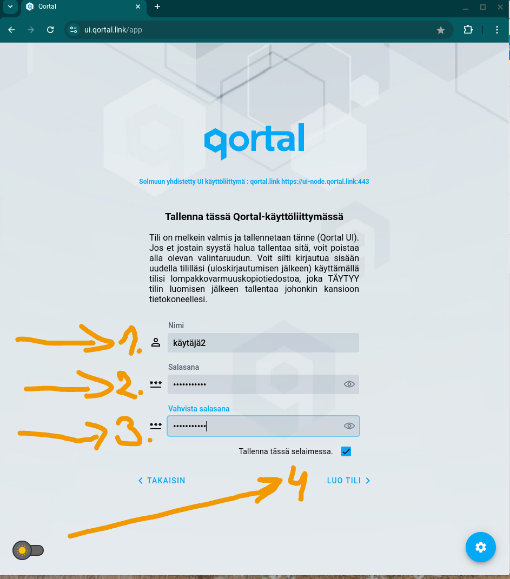 Qortal
ui.qortal.link/app
qortal
Solmuun yhdistetty UI käyttöliittymä : qortal.link https://ui-node.qortal.link:443
Tallenna tässä Qortal-käyttöliittymässä
Tili on melkein valmis ja tallennetaan tänne (Qortal UI).
Jos et jostain syystä halua tallentaa sitä, voit poistaa
alla olevan valintaruudun. Voit silti kirjautua sisään
uudella tililläsi (uloskirjautumisen jälkeen) käyttämällä
tilisi lompakkovarmuuskopiotiedostoa, joka TÄYTYY
tilin luomisen jälkeen tallentaa johonkin kansioon
tietokoneellesi.
Nimi
1. käytäjä2
Salasana
2. •••••••••••
Vahvista salasana
3. •••••••••••
Tallenna tässä selaimessa.
TAKAISIN 4 LUO TILI